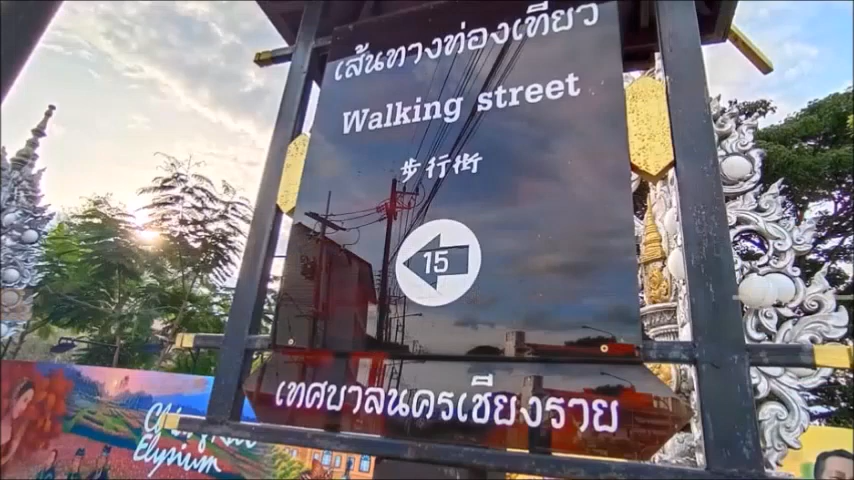 เส้นทางท่องเที่ยว
Walking street
步行街
15
เทศบาลนครเชียงราย
Elysium